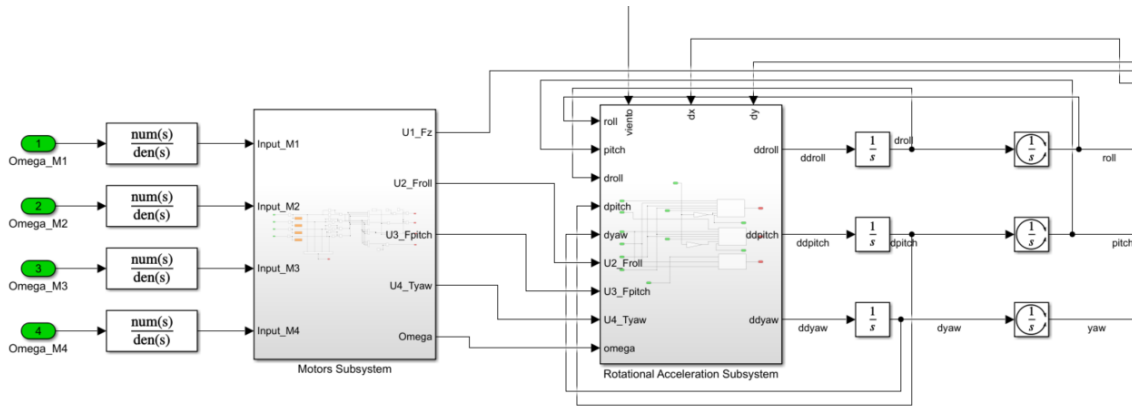 1
Omega_M1
num(s)
den(s)
2
Omega_M2
num(s)
den(s)
3
Omega_M3
num(s)
den(s)
4
Omega_M4
num(s)
den(s)
Input_M1
Input_M2
Input_M3
Input_M4
U1_Fz
U2_Froll
U3_Fpitch
U4_Tyaw
Omega
Motors Subsystem
viento
dx
dy
roll
pitch
droll
dpitch
dyaw
U2_Froll
U3_Fpitch
U4_Tyaw
omega
ddroll
ddpitch
ddyaw
Rotational Acceleration Subsystem
ddroll
1
s
droll
1
s
roll
ddpitch
1
s
dpitch
1
s
pitch
ddyaw
1
s
dyaw
1
s
yaw